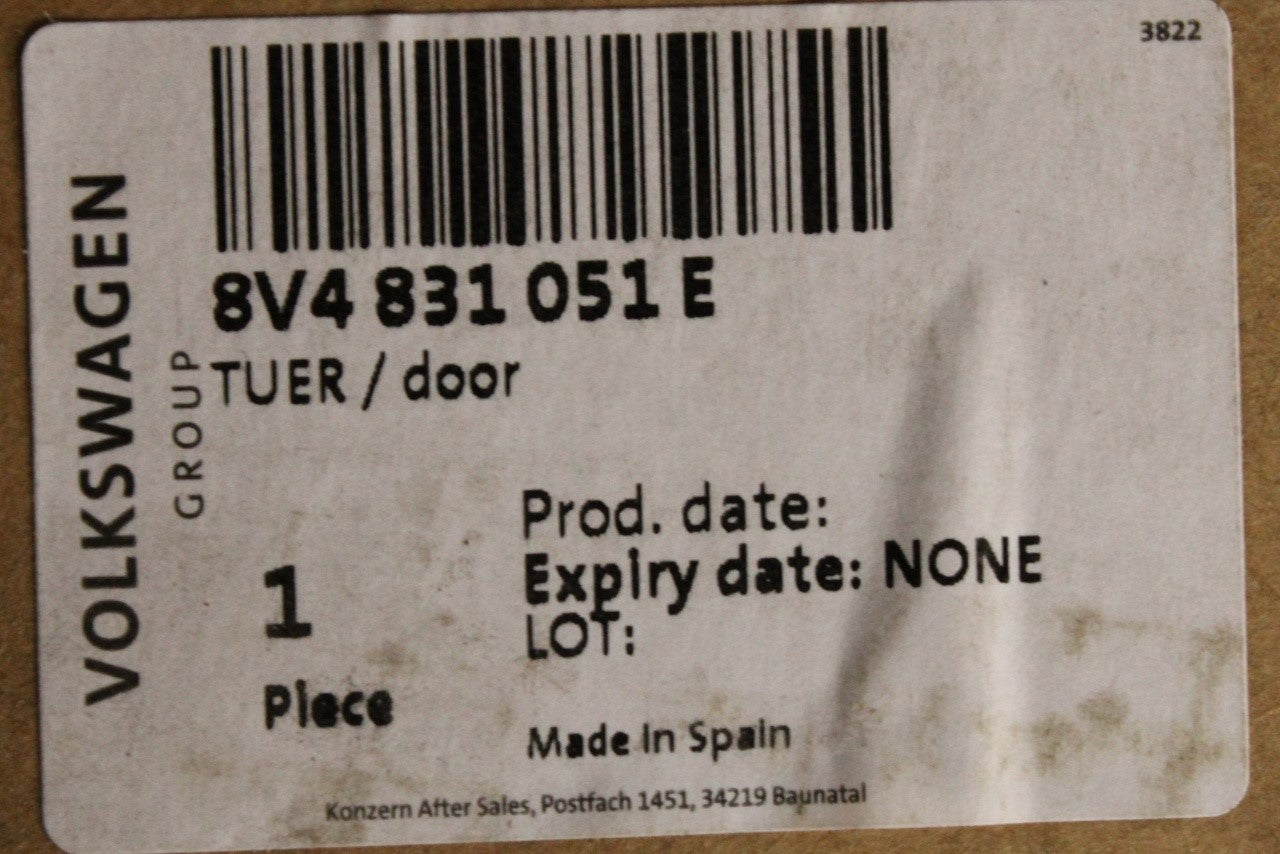 3822
VOLKSWAGEN
GROUP
8V4 831 051 E
TUER / door
Prod. date:
Expiry date: NONE
LOT:
1
Piece
Made in Spain
Konzern After Sales, Postfach 1451, 34219 Baunatal